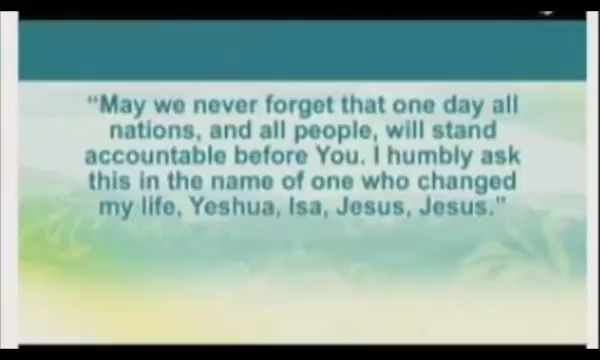 “May we never forget that one day all
nations, and all people, will stand
accountable before You. I humbly ask
this in the name of one who changed
my life, Yeshua, Isa, Jesus, Jesus.”